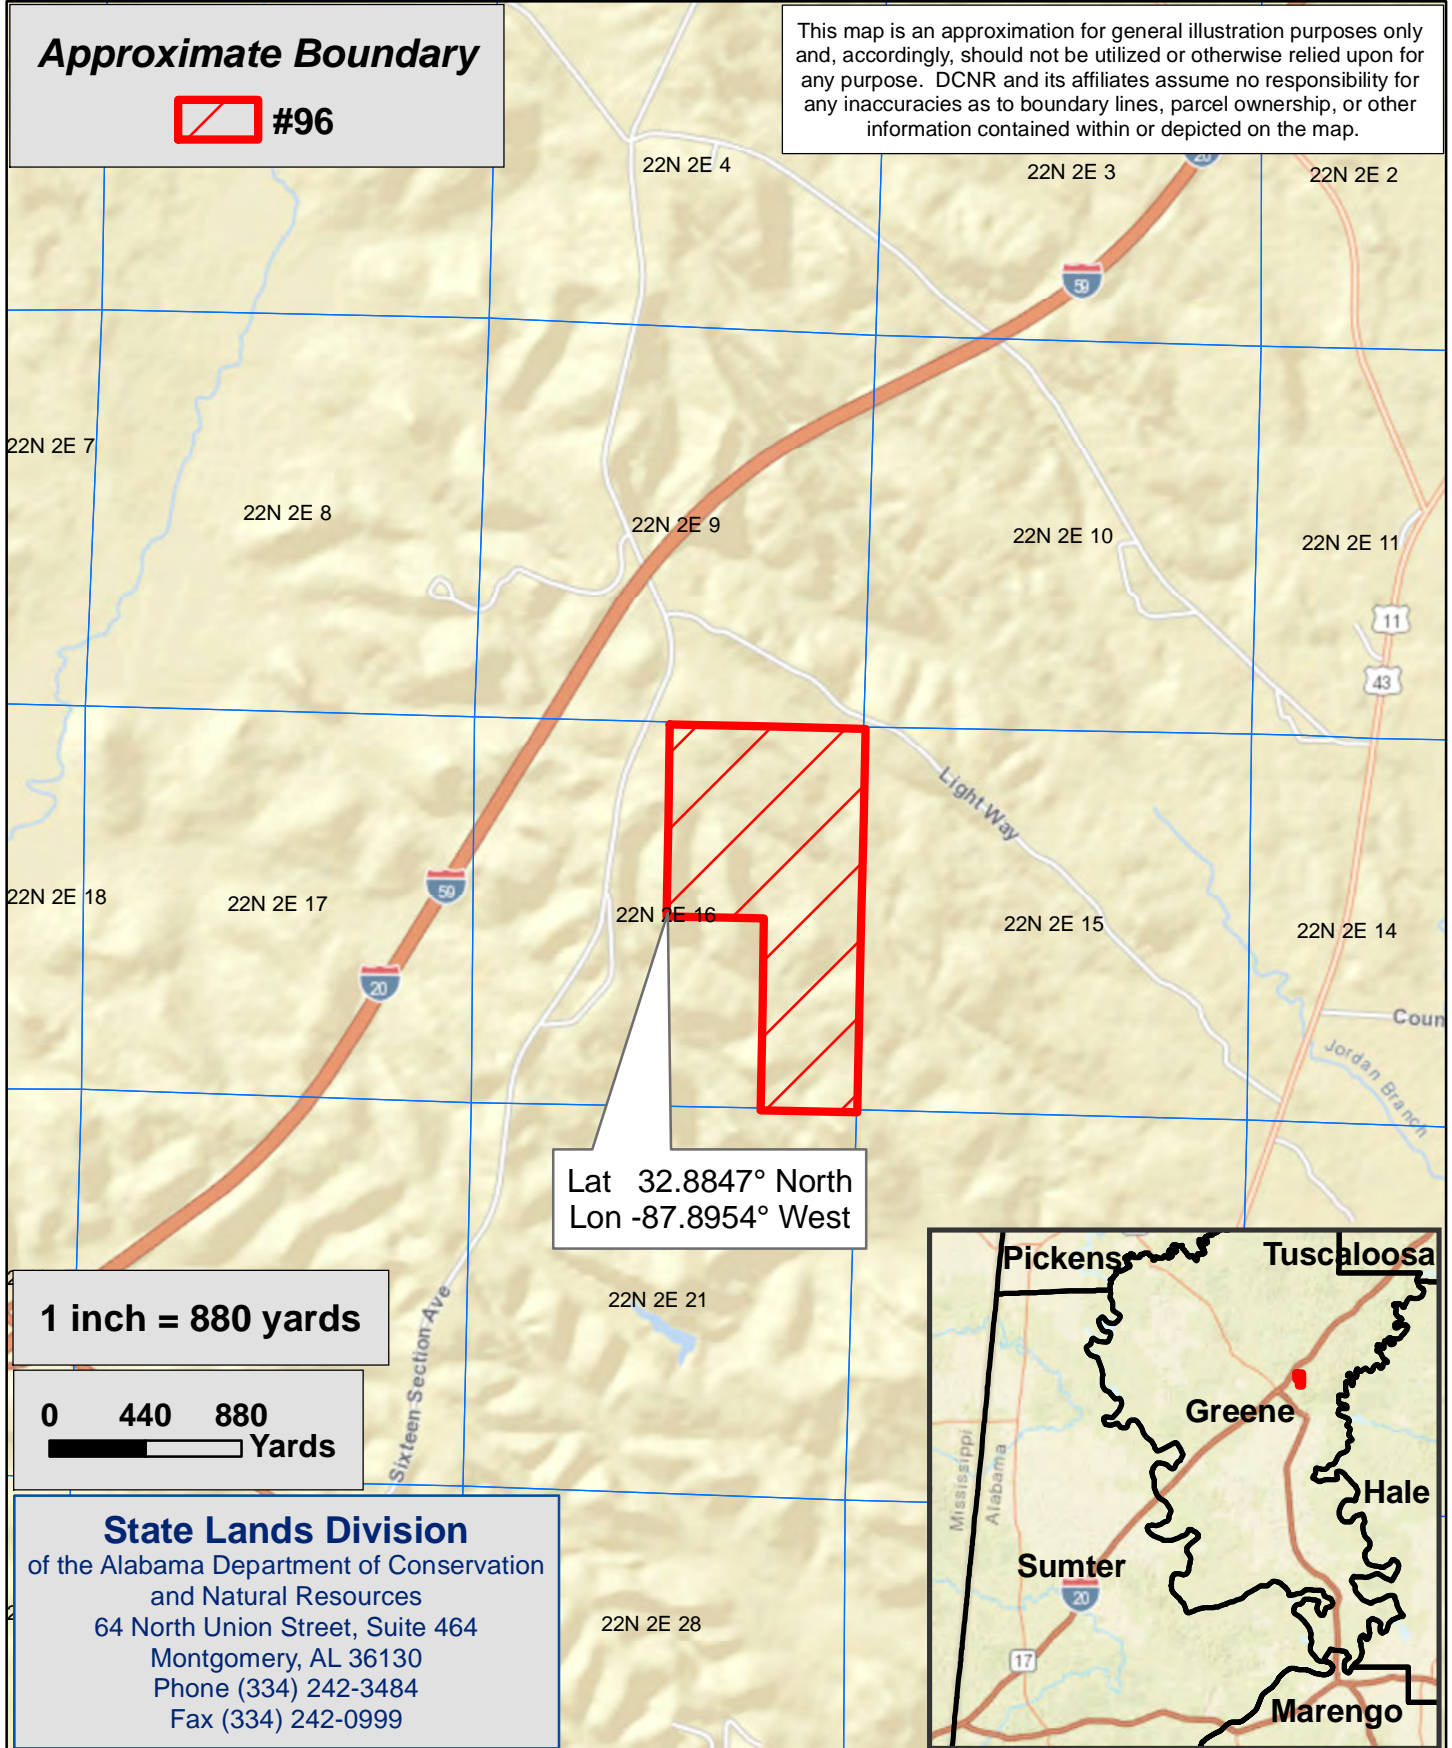 Approximate Boundary
#96
This map is an approximation for general illustration purposes only
and, accordingly, should not be utilized or otherwise relied upon for
any purpose. DCNR and its affiliates assume no responsibility for
any inaccuracies as to boundary lines, parcel ownership, or other
information contained within or depicted on the map.
20
22N 2E 4
22N 2E 3
22N 2E 2
59
22N 2E 7
22N 2E 8
22N 2E 9
22N 2E 10
22N 2E 11
11
43
Light Way
22N 2E 18
22N 2E 17
59
22N 2E 16
22N 2E 15
22N 2E 14
20
Coun
Jordan Branch
Lat 32.8847° North
Lon -87.8954° West
22N 2E 21
Sixteen Section Ave
1 inch = 880 yards
0 440 880
Yards
State Lands Division
of the Alabama Department of Conservation
and Natural Resources
64 North Union Street, Suite 464
Montgomery, AL 36130
Phone (334) 242-3484
Fax (334) 242-0999
22N 2E 28
Pickens
Tuscaloosa
Greene
Mississippi
Alabama
Hale
Sumter
20
17
Marengo